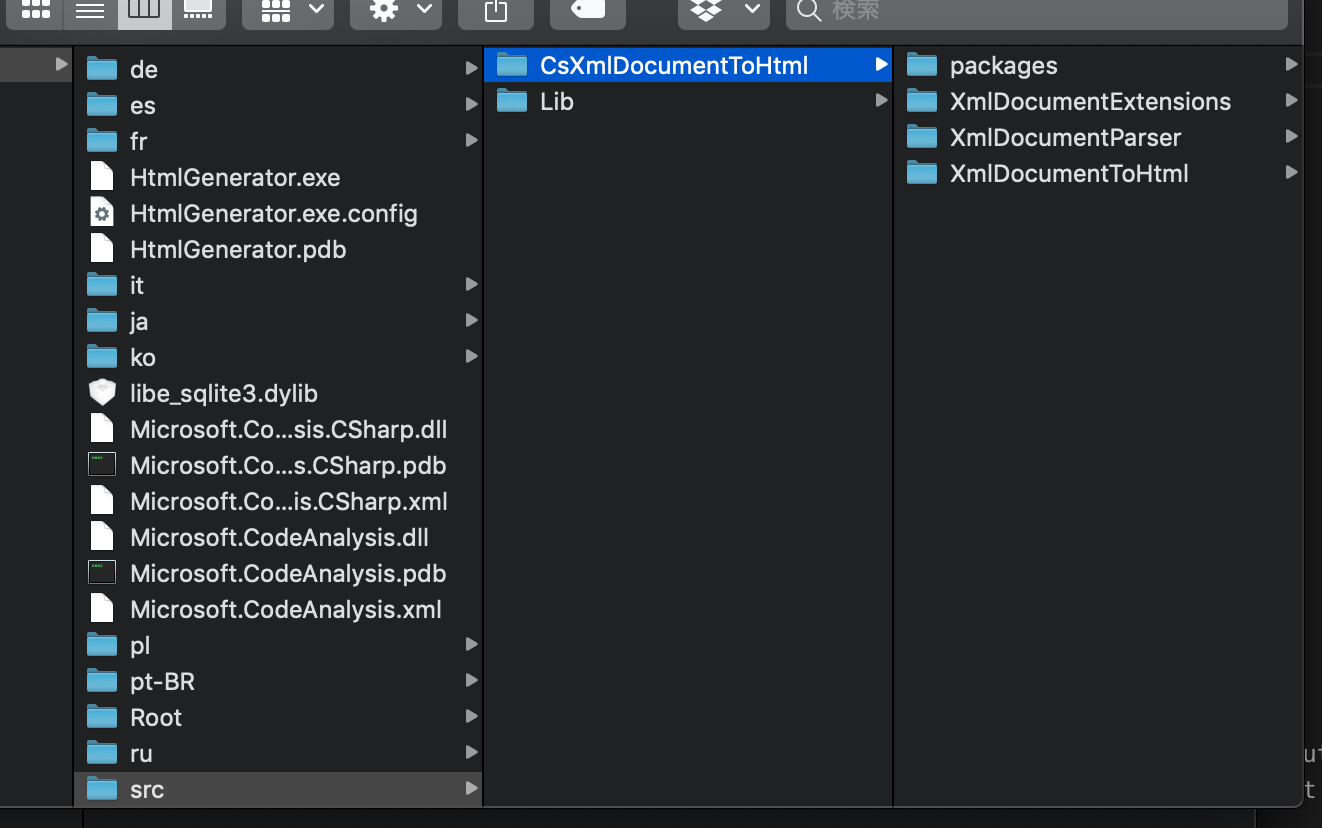 検索
de
es
fr
HtmlGenerator.exe
HtmlGenerator.exe.config
HtmlGenerator.pdb
it
ja
ko
libe_sqlite3.dylib
Microsoft.Co...sis.CSharp.dll
Microsoft.Co...s.CSharp.pdb
Microsoft.Co...is.CSharp.xml
Microsoft.CodeAnalysis.dll
Microsoft.CodeAnalysis.pdb
Microsoft.CodeAnalysis.xml
pl
pt-BR
Root
ru
src
CsXmlDocumentToHtml
Lib
packages
XmlDocumentExtensions
XmlDocumentParser
XmlDocumentToHtml